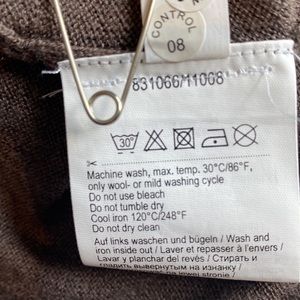 CONTROL
08
831066/11068
30°
Machine wash, max. temp. 30°C/86°F,
only wool- or mild washing cycle
Do not use bleach
Do not tumble dry
Cool iron 120°C/248°F
Do not dry clean
Auf links waschen und bügeln / Wash and
iron inside out / Laver et repasser à l'envers
/ Lavar y planchar del revés / Стирать и
гладить вывернутым на изнанку /